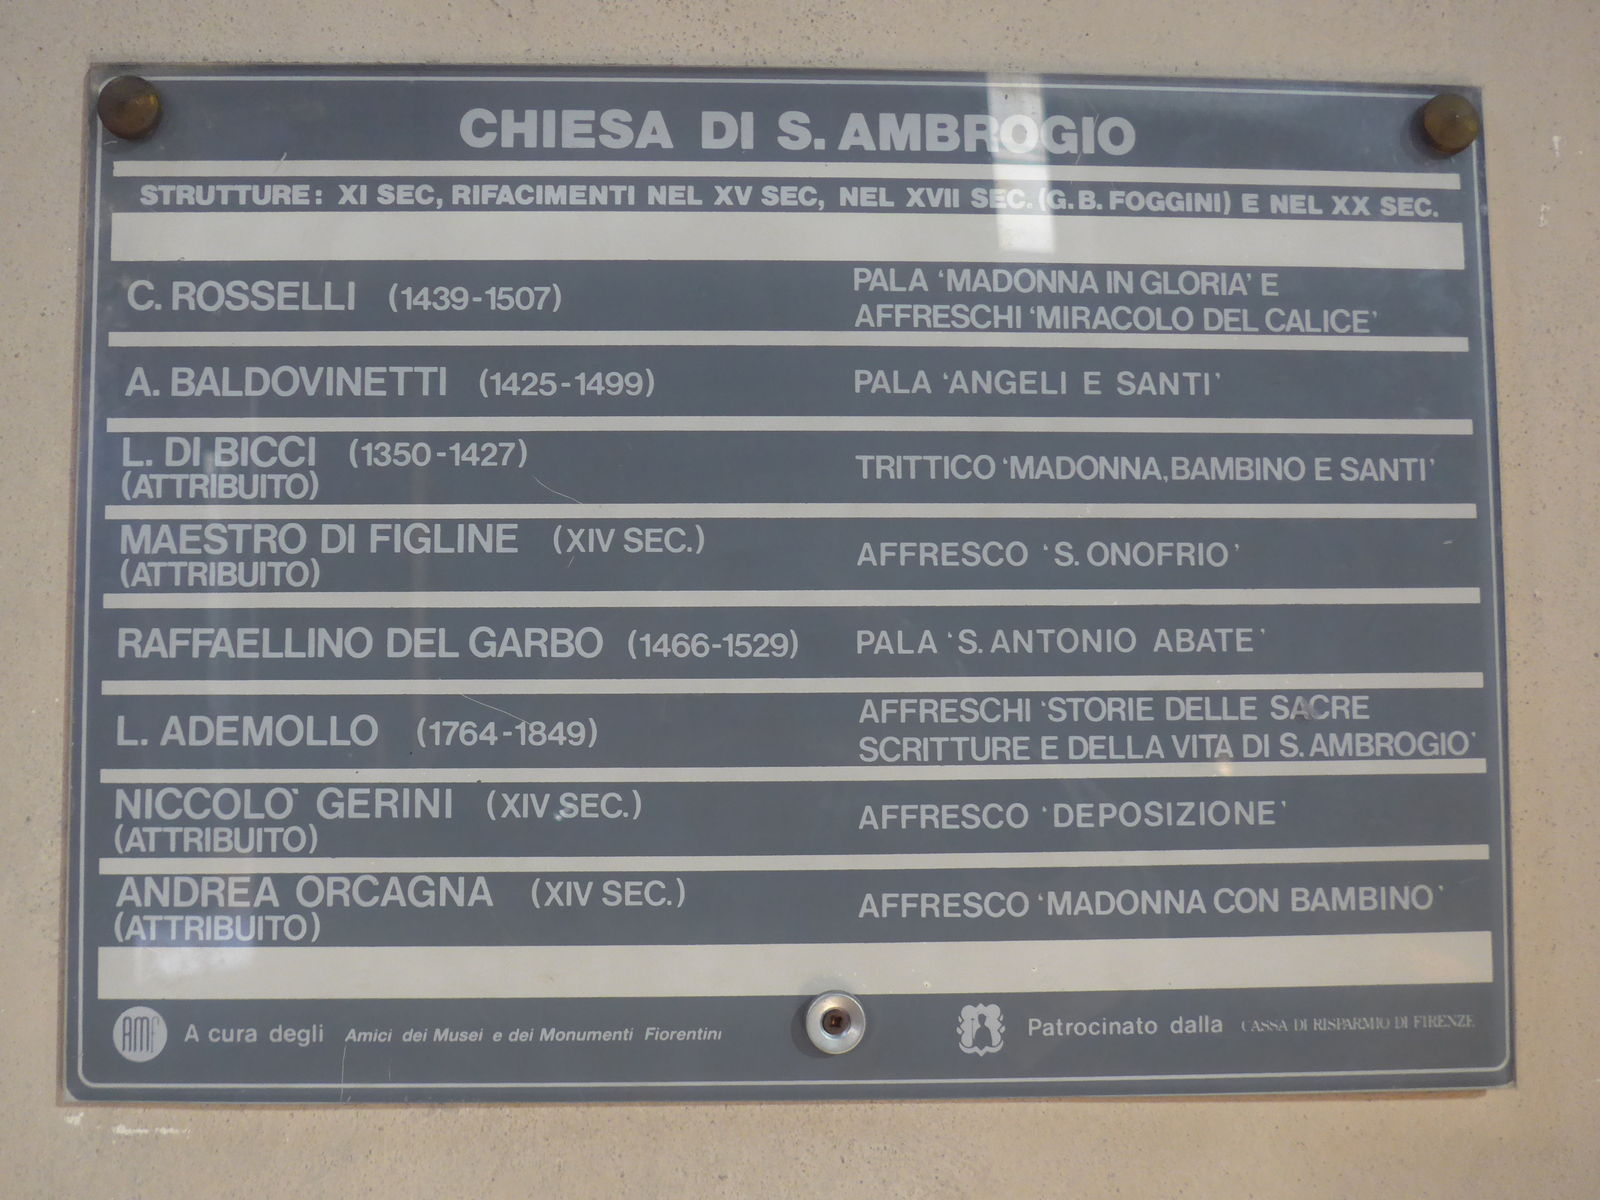 CHIESA DI S. AMBROGIO
STRUTTURE: XI SEC, RIFACIMENTI NEL XV SEC, NEL XVII SEC. (G.B. FOGGINI) E NEL XX SEC.
C. ROSSELLI (1439-1507)
PALA 'MADONNA IN GLORIA' E
AFFRESCHI 'MIRACOLO DEL CALICE'
A. BALDOVINETTI (1425-1499)
PALA 'ANGELI E SANTI'
L. DI BICCI (1350-1427)
(ATTRIBUITO)
TRITTICO 'MADONNA, BAMBINO E SANTI'
MAESTRO DI FIGLINE (XIV SEC.)
(ATTRIBUITO)
AFFRESCO 'S. ONOFRIO'
RAFFAELLINO DEL GARBO (1466-1529)
PALA 'S. ANTONIO ABATE'
L. ADEMOLLO (1764-1849)
AFFRESCHI 'STORIE DELLE SACRE
SCRITTURE E DELLA VITA DI S. AMBROGIO'
NICCOLO` GERINI (XIV SEC.)
(ATTRIBUITO)
AFFRESCO 'DEPOSIZIONE'
ANDREA ORCAGNA (XIV SEC.)
(ATTRIBUITO)
AFFRESCO 'MADONNA CON BAMBINO'
AMF A cura degli Amici dei Musei e dei Monumenti Fiorentini
Patrocinato dalla CASSA DI RISPARMIO DI FIRENZE